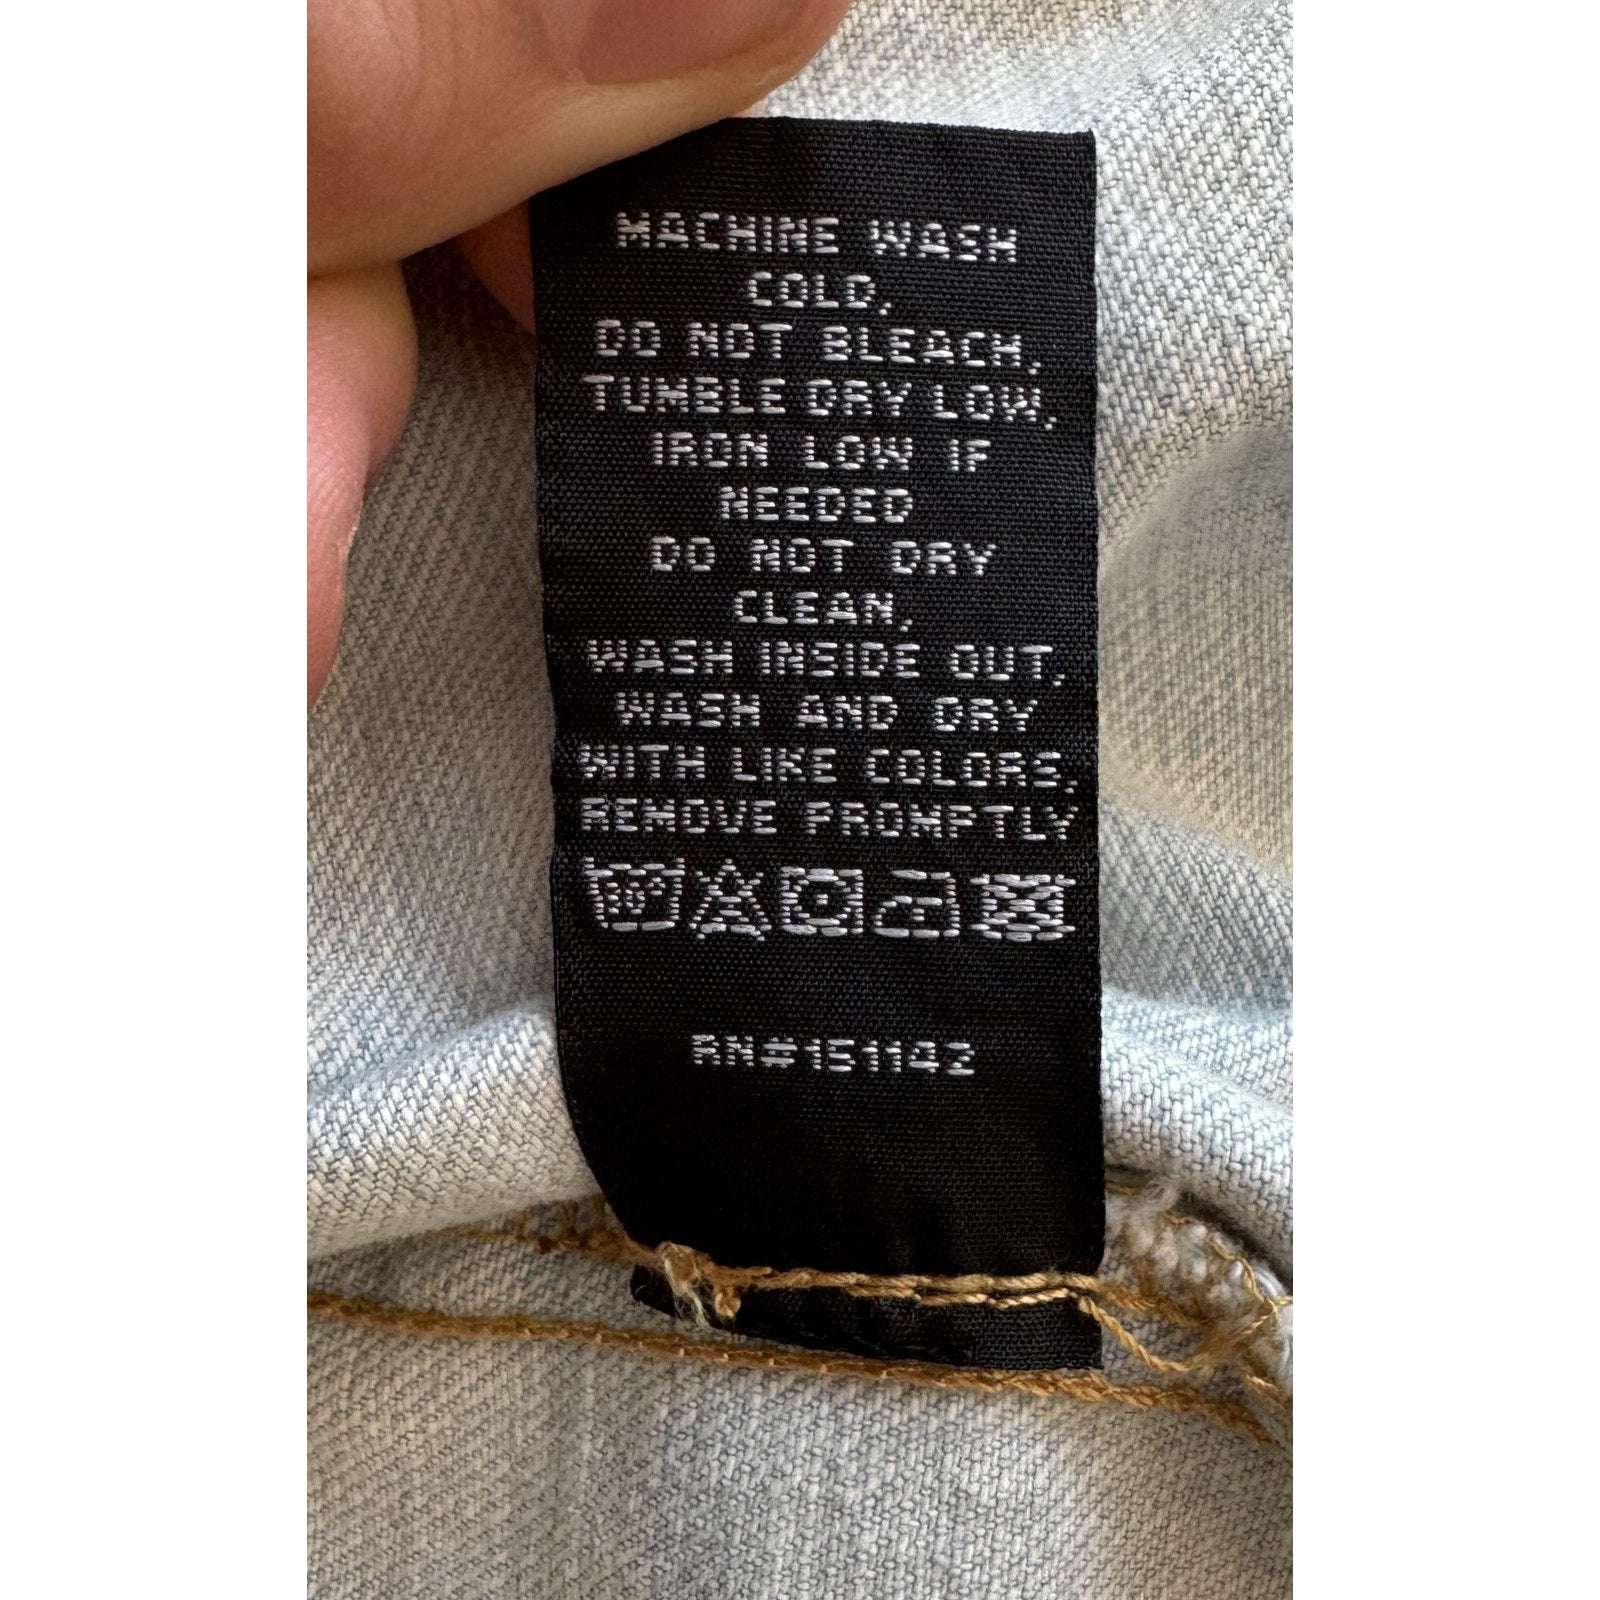 MACHINE WASH
COLD,
DO NOT BLEACH,
TUMBLE DRY LOW,
IRON LOW IF
NEEDED
DO NOT DRY
CLEAN,
WASH INSIDE OUT,
WASH AND DRY
WITH LIKE COLORS,
REMOVE PROMPTLY
30°
RN#151142